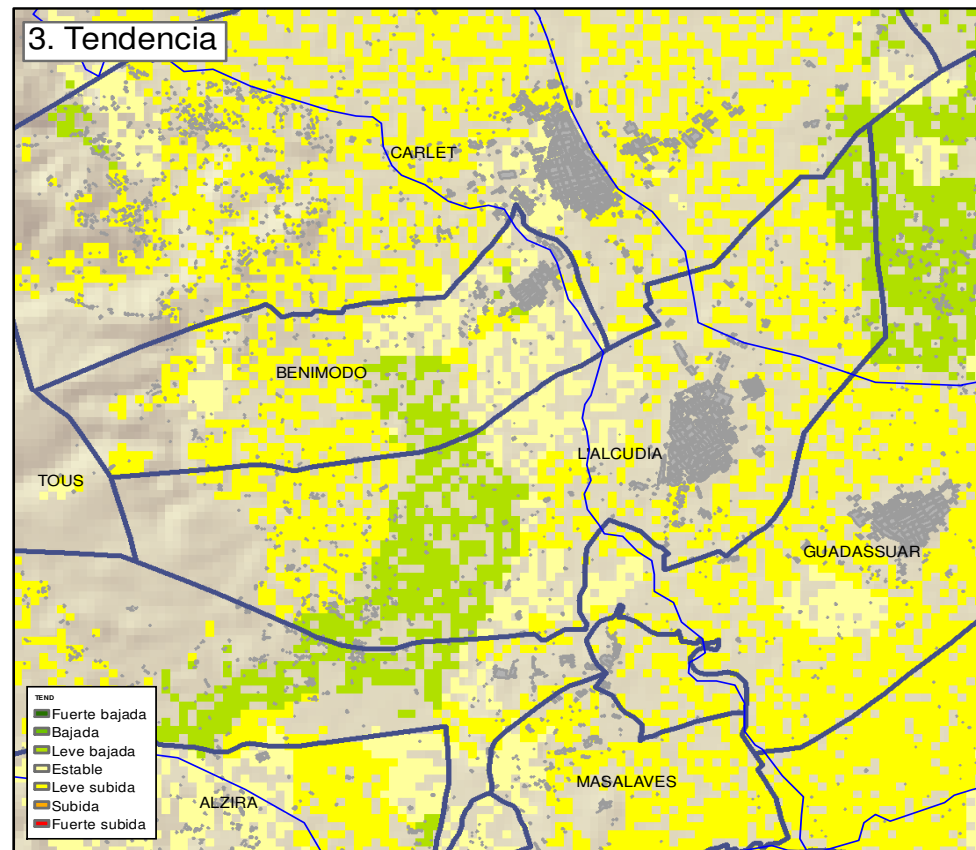 3. Tendencia
CARLET
BENIMODO
L'ALCUDIA
TOUS
GUADASSUAR
MASALAVES
ALZIRA
TEND
Fuerte bajada
Bajada
Leve bajada
Estable
Leve subida
Subida
Fuerte subida